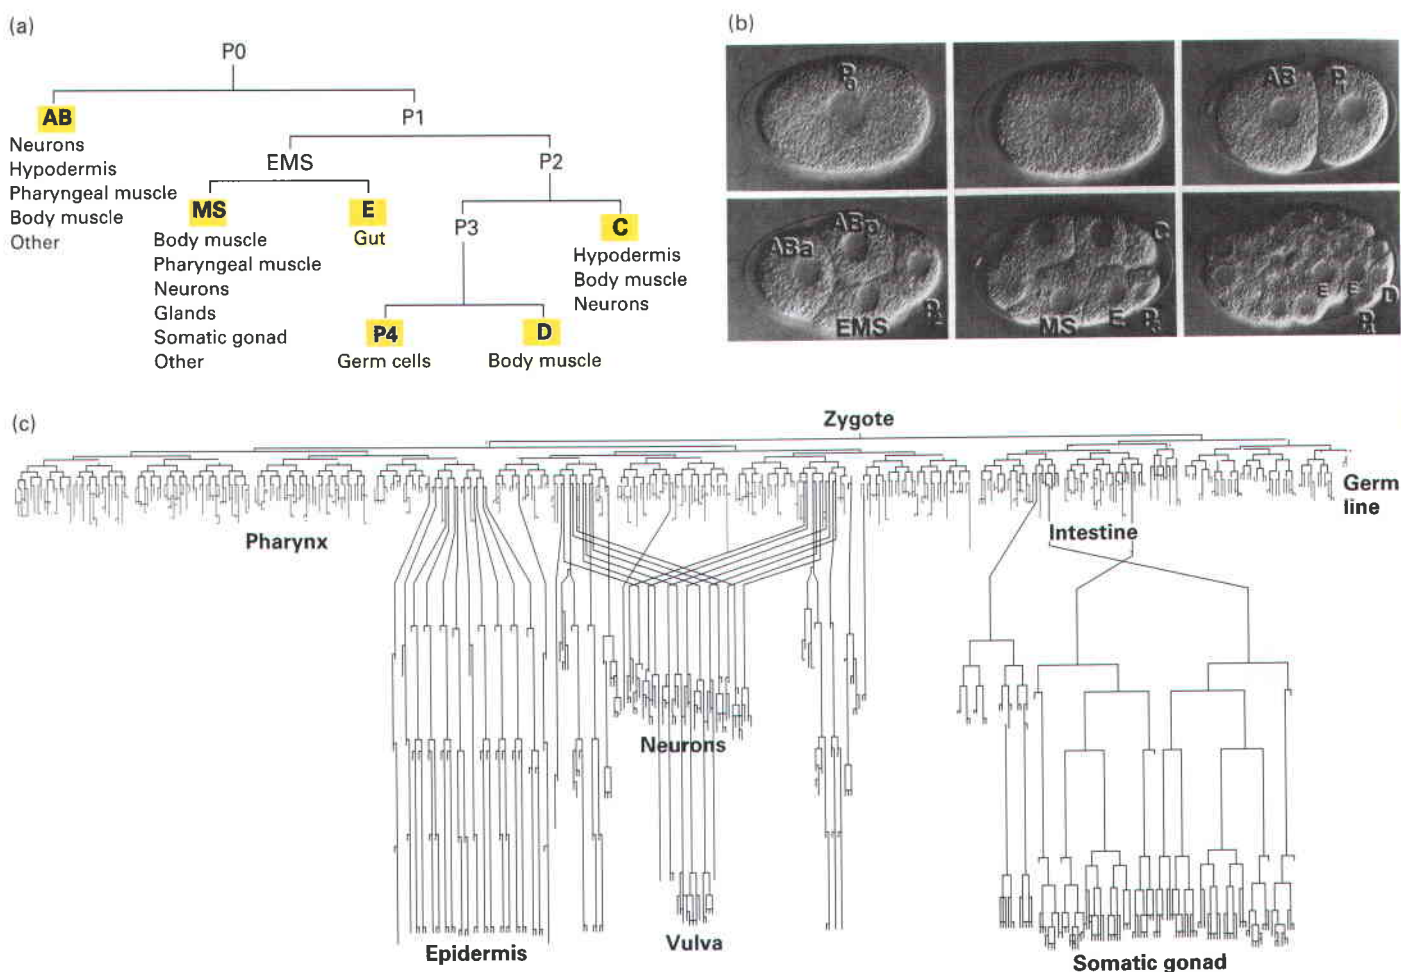 (a)
P0
AB
P1
Neurons
Hypodermis
Pharyngeal muscle
Body muscle
Other
EMS
P2
MS
E
Body muscle
Pharyngeal muscle
Neurons
Glands
Somatic gonad
Other
Gut
P3
C
Hypodermis
Body muscle
Neurons
P4
D
Germ cells
Body muscle
(b)
P0
AB P1
ABa ABp
EMS P2
C
MS E P3
E E D
P4
(c)
Zygote
Germ
line
Pharynx
Intestine
Neurons
Epidermis
Vulva
Somatic gonad